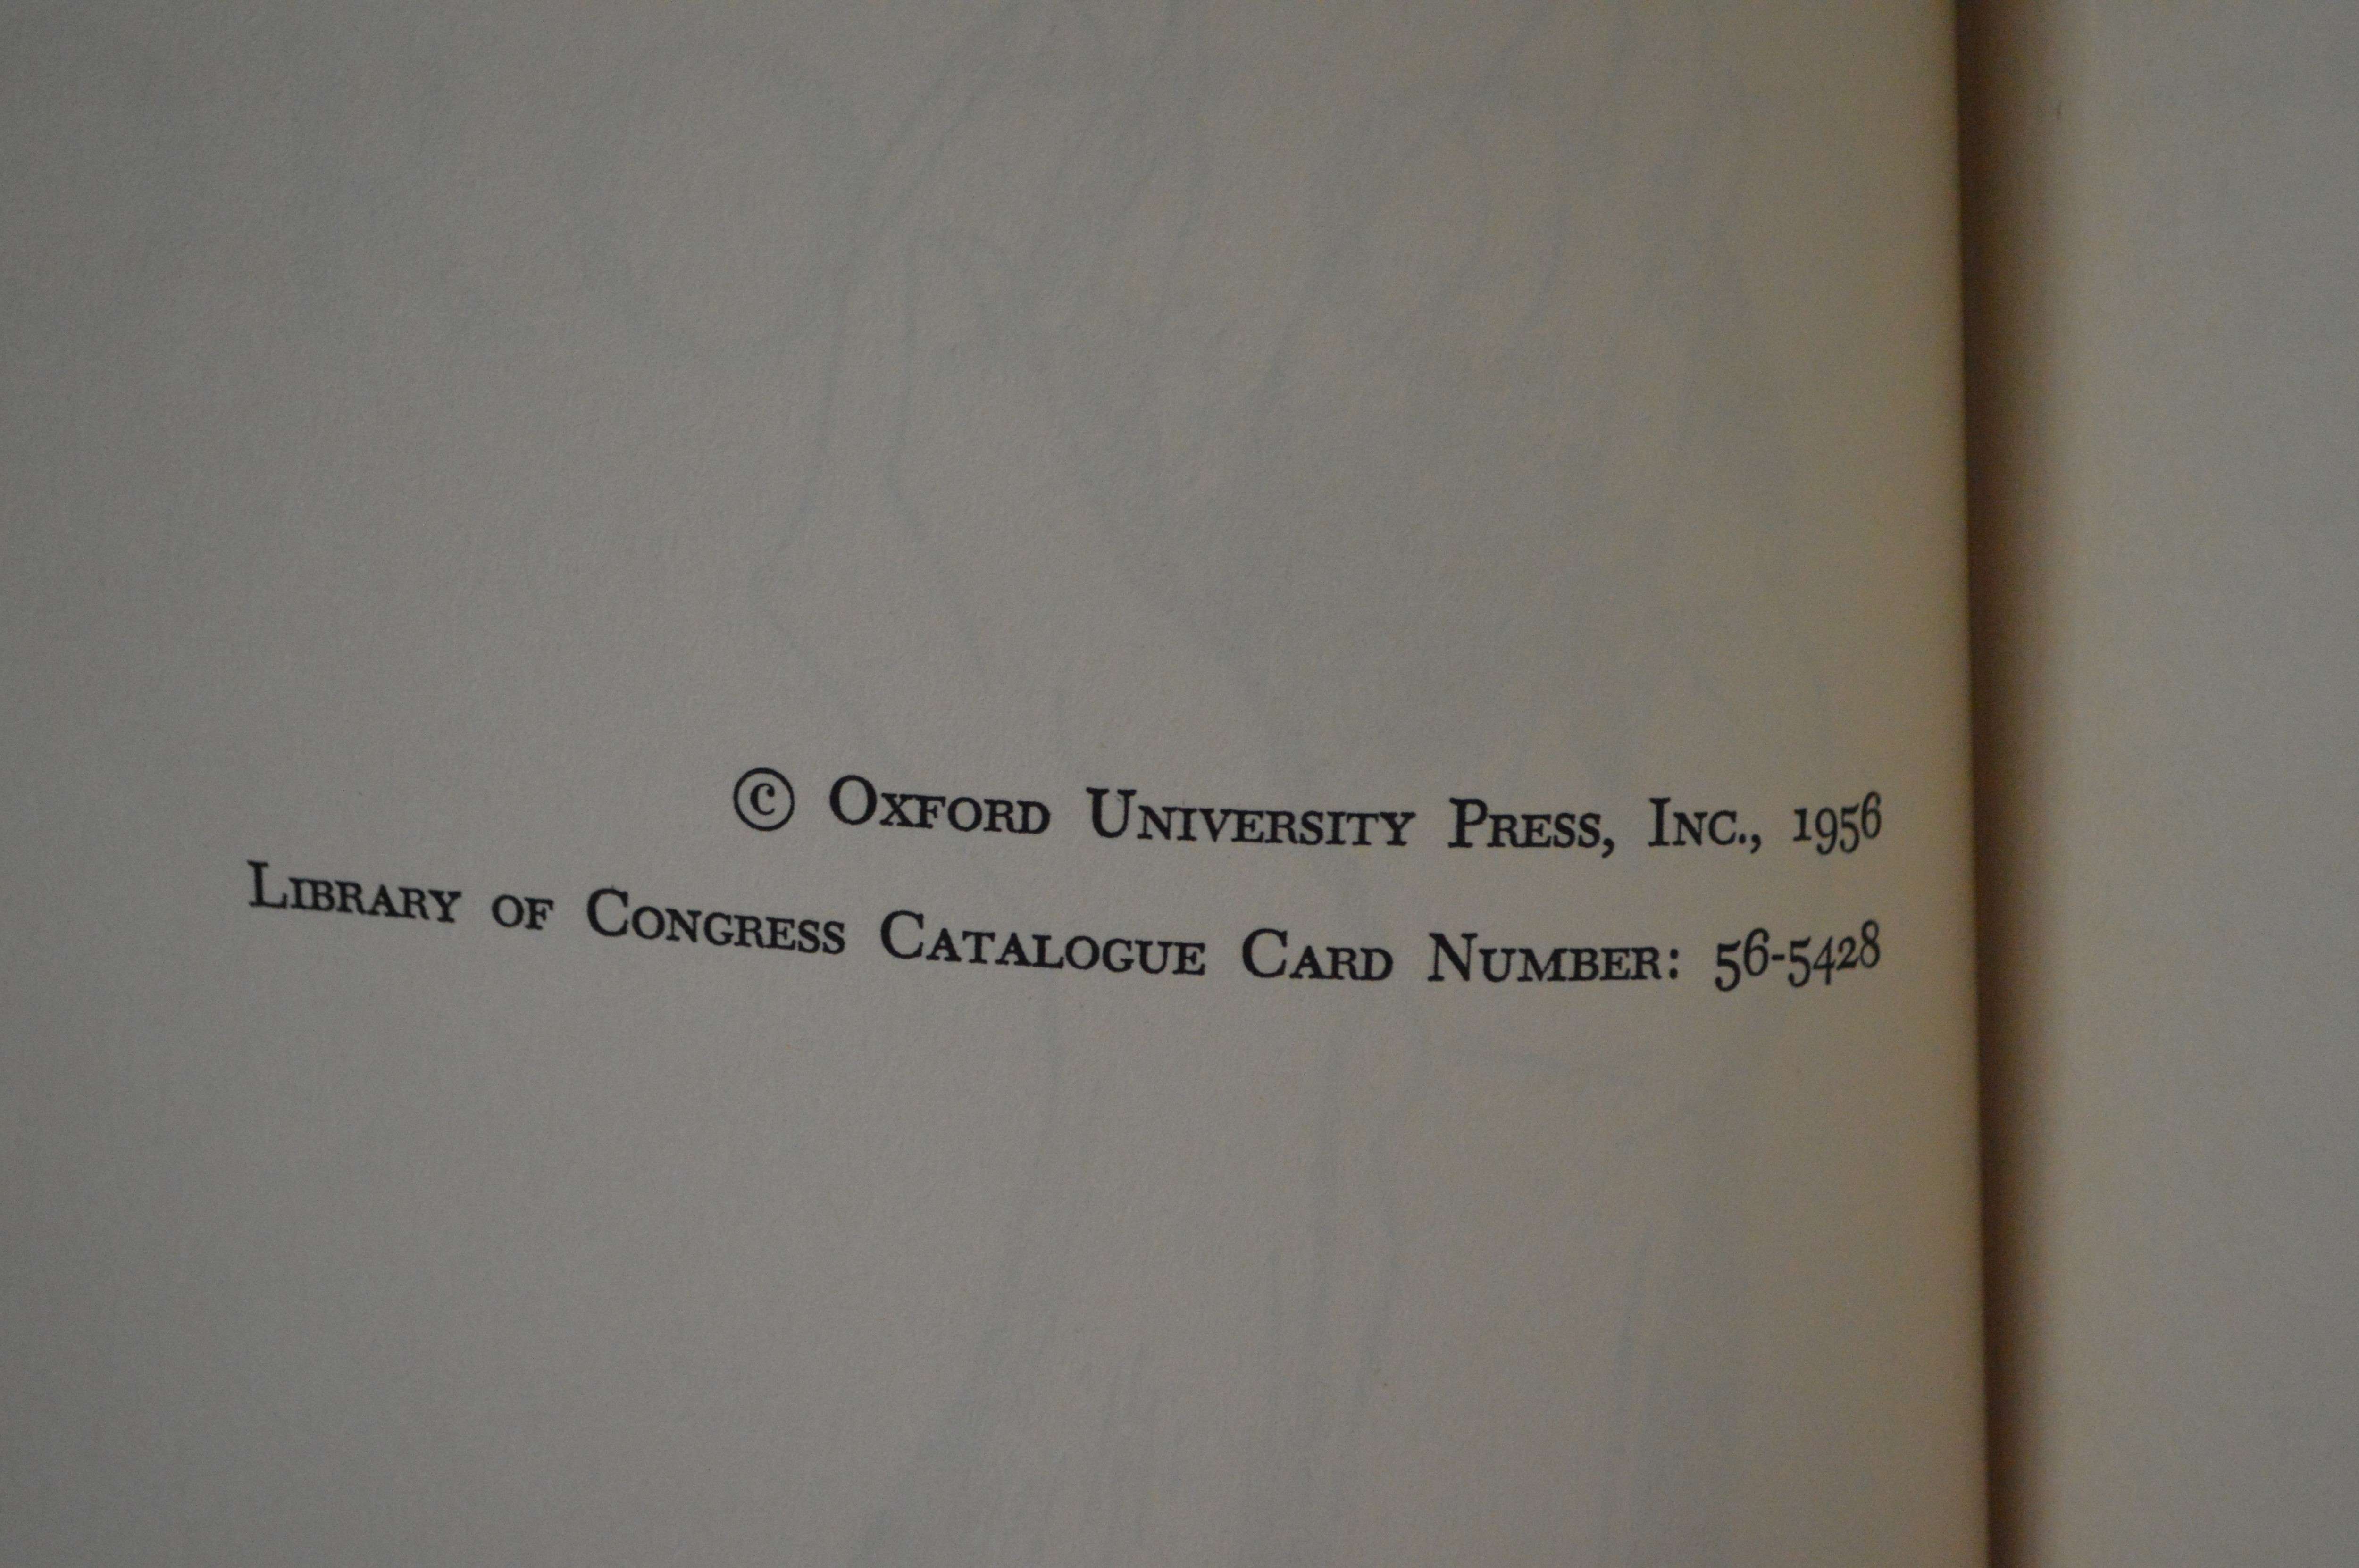 © Oxford University Press, Inc., 1956
Library of Congress Catalogue Card Number: 56-5428